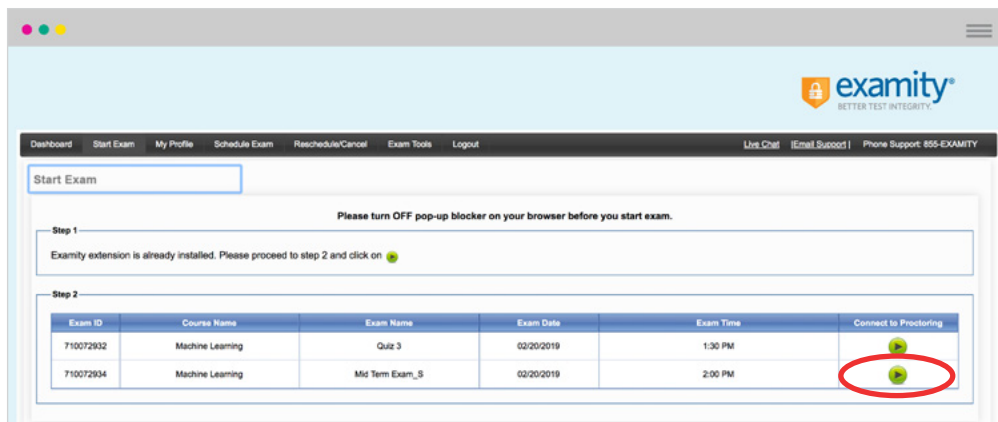 examity®
BETTER TEST INTEGRITY.
Dashboard Start Exam My Profile Schedule Exam Reschedule/Cancel Exam Tools Logout Live Chat |Email Support| Phone Support: 855-EXAMITY
Start Exam
Please turn OFF pop-up blocker on your browser before you start exam.
Step 1
Examity extension is already installed. Please proceed to step 2 and click on
Step 2
Exam ID Course Name Exam Name Exam Date Exam Time Connect to Proctoring
710072932 Machine Learning Quiz 3 02/20/2019 1:30 PM
710072934 Machine Learning Mid Term Exam_S 02/20/2019 2:00 PM